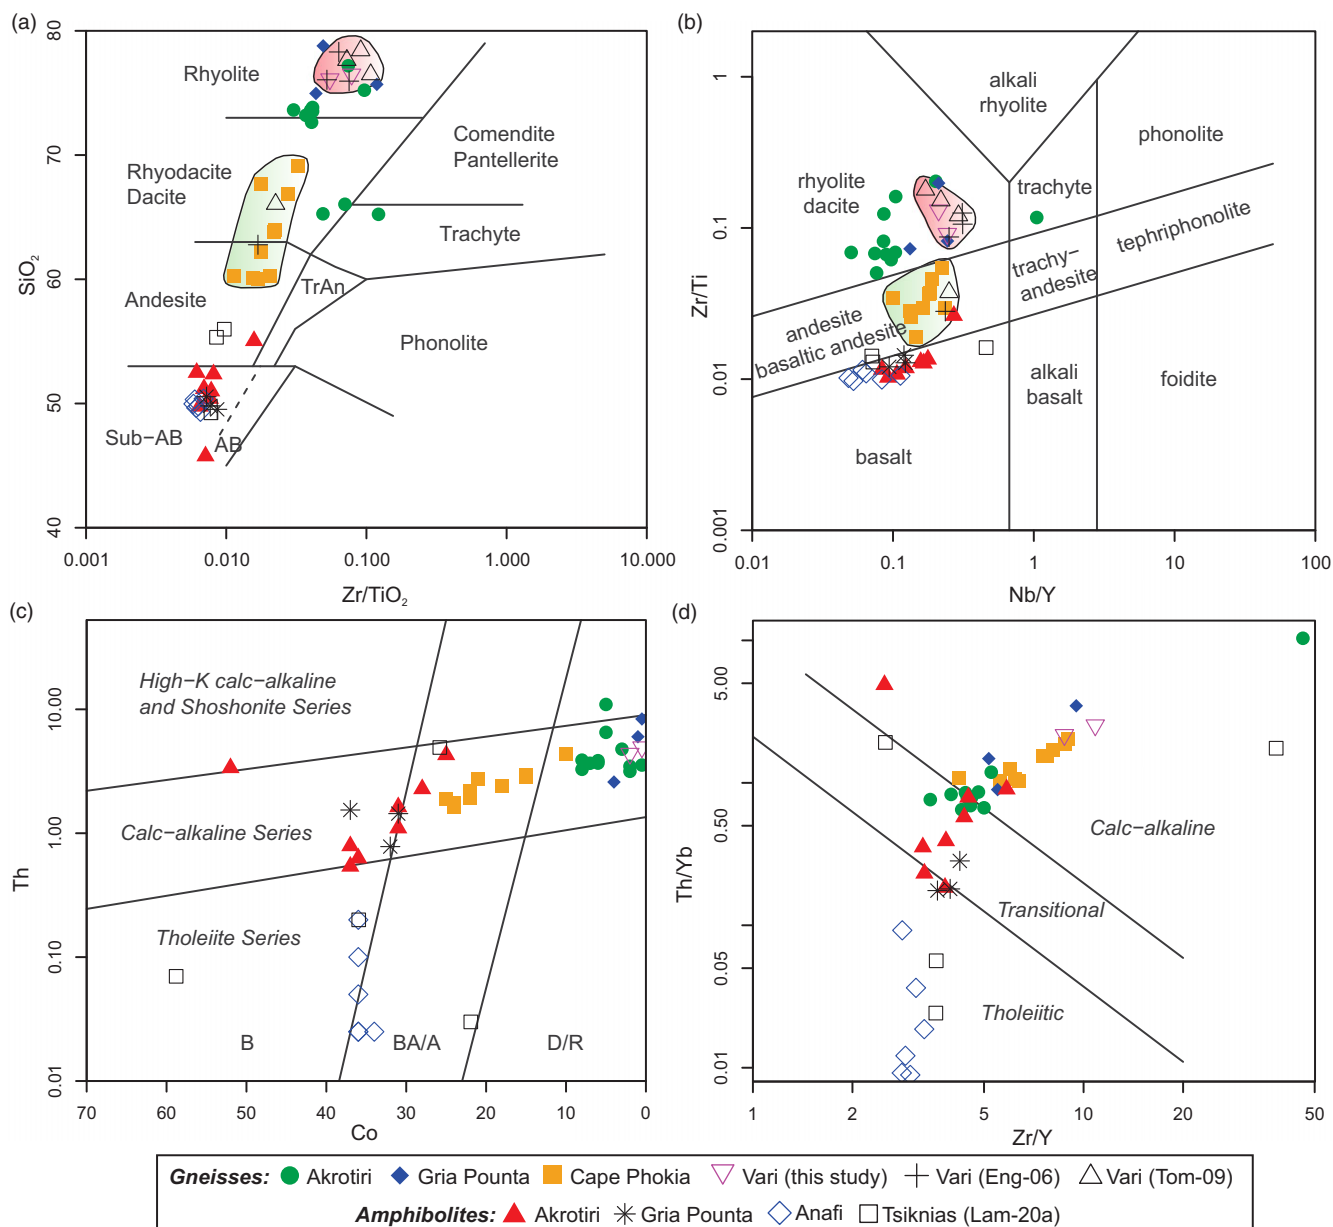 (a)
80
70
60
50
40
SiO2
Rhyolite
Comendite
Pantellerite
Rhyodacite
Dacite
Trachyte
Andesite
TrAn
Phonolite
Sub−AB
AB
0.001
0.010
0.100
1.000
10.000
Zr/TiO2
(b)
1
0.1
0.01
0.001
Zr/Ti
alkali
rhyolite
phonolite
rhyolite
dacite
trachyte
tephriphonolite
trachy−
andesite
andesite
basaltic andesite
alkali
basalt
foidite
basalt
0.01
0.1
1
10
100
Nb/Y
(c)
10.00
1.00
0.10
0.01
Th
High−K calc−alkaline
and Shoshonite Series
Calc−alkaline Series
Tholeiite Series
B
BA/A
D/R
70
60
50
40
30
20
10
0
Co
(d)
5.00
0.50
0.05
0.01
Th/Yb
Calc−alkaline
Transitional
Tholeiitic
1
2
5
10
20
50
Zr/Y
Gneisses: Akrotiri Gria Pounta Cape Phokia Vari (this study) Vari (Eng-06) Vari (Tom-09)
Amphibolites: Akrotiri Gria Pounta Anafi Tsiknias (Lam-20a)